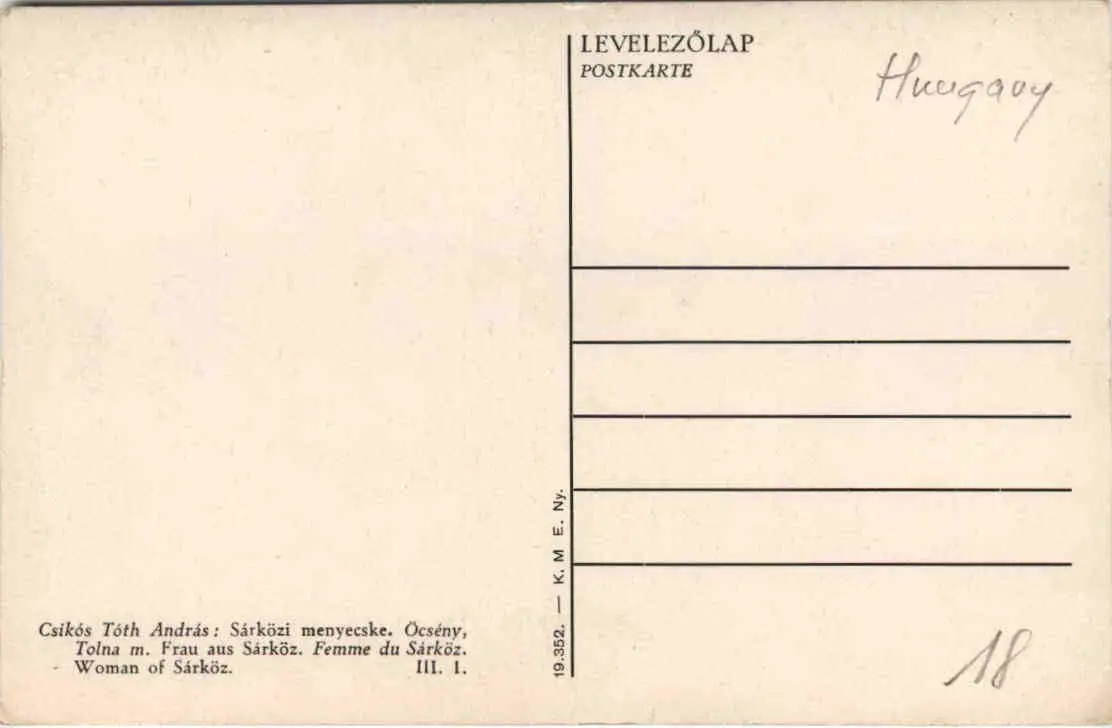 LEVELEZŐLAP
POSTKARTE
Hungary
19.352. — K. M E. Ny.
Csikós Tóth András: Sárközi menyecske. Öcsény,
Tolna m. Frau aus Sárköz. Femme du Sárköz.
- Woman of Sárköz. III. 1.
18